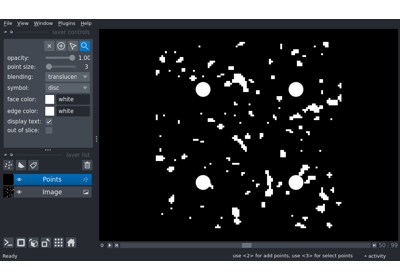 File View Window Plugins Help
layer controls
opacity: 1.00
point size: 3
blending: translucen
symbol: disc
face color: white
edge color: white
display text:
out of slice:
layer list
Points
Image
0 50 99
Ready use <2> for add points, use <3> for select points activity